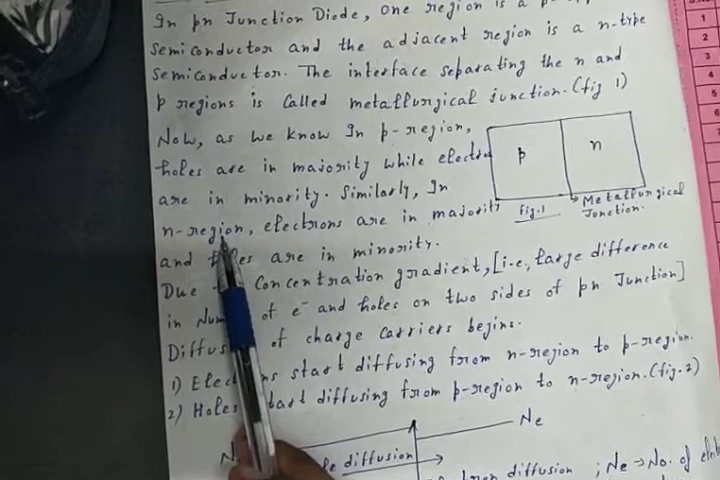 In pn Junction Diode, one region is a
semiconductor and the adjacent region is a n-type
semiconductor. The interface separating the n and
p regions is called metallurgical junction. (fig 1)
Now, as we know In p-region,
holes are in majority while electro
are in minority. Similarly, In
n-region, electrons are in majority
and are in minority.
p
n
fig.1
Metallurgical
Junction.
Due concentration gradient, [i.e., large difference
in Num of e⁻ and holes on two sides of pn Junction]
Diffus of charge carriers begins.
1) Elec ns start diffusing from n-region to p-region.
2) Holes start diffusing from p-region to n-region. (fig.2)
Ne
diffusion
diffusion ; Ne → No. of